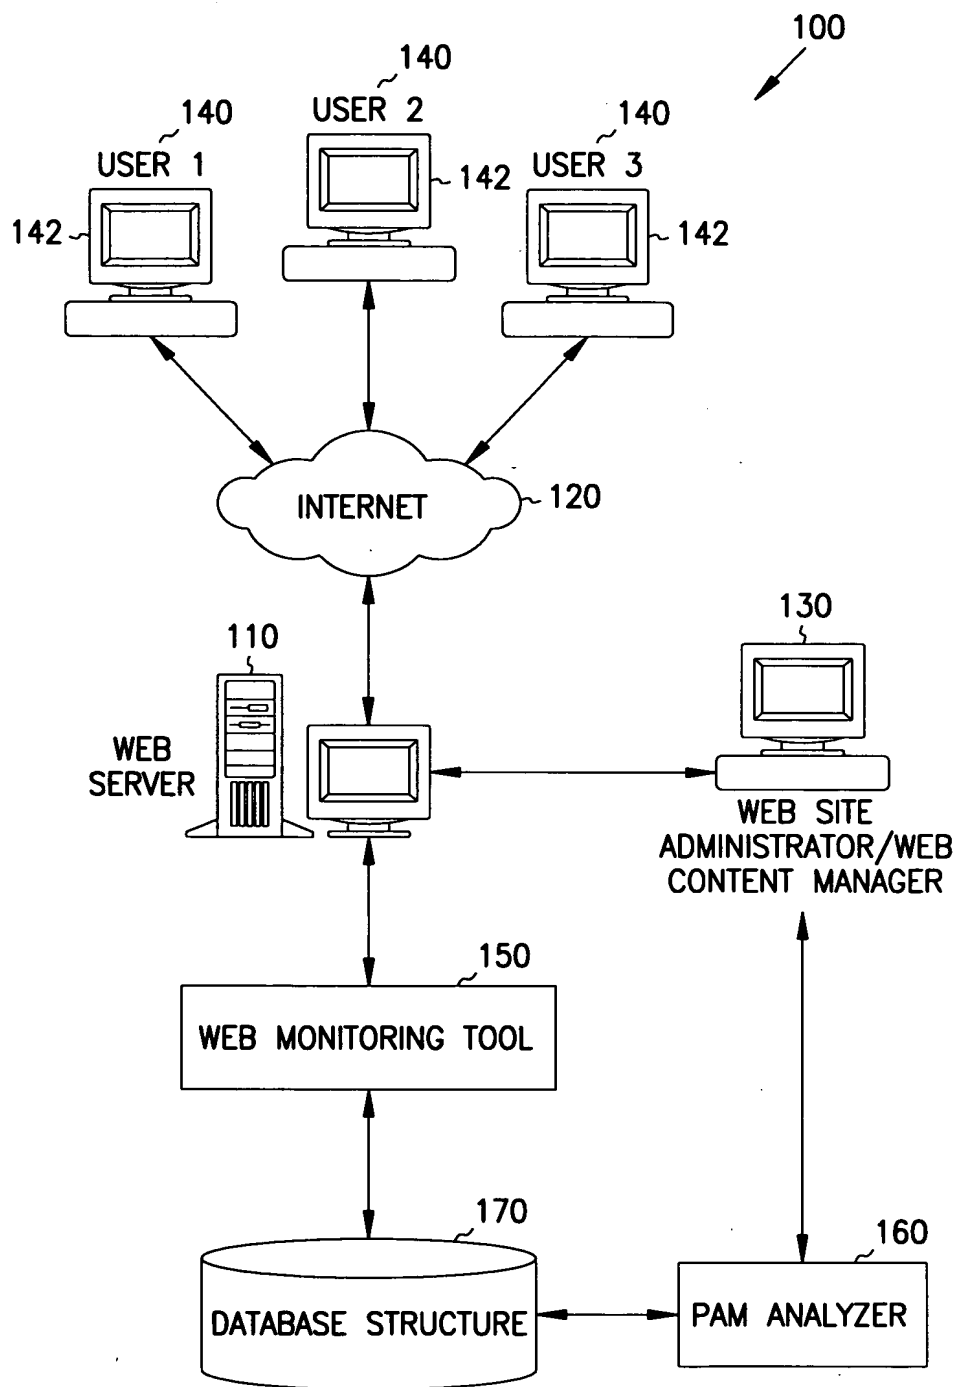 100
140
USER 2
140
USER 1
140
USER 3
142
142
142
INTERNET
120
130
110
WEB
SERVER
WEB SITE
ADMINISTRATOR/WEB
CONTENT MANAGER
150
WEB MONITORING TOOL
170
DATABASE STRUCTURE
160
PAM ANALYZER